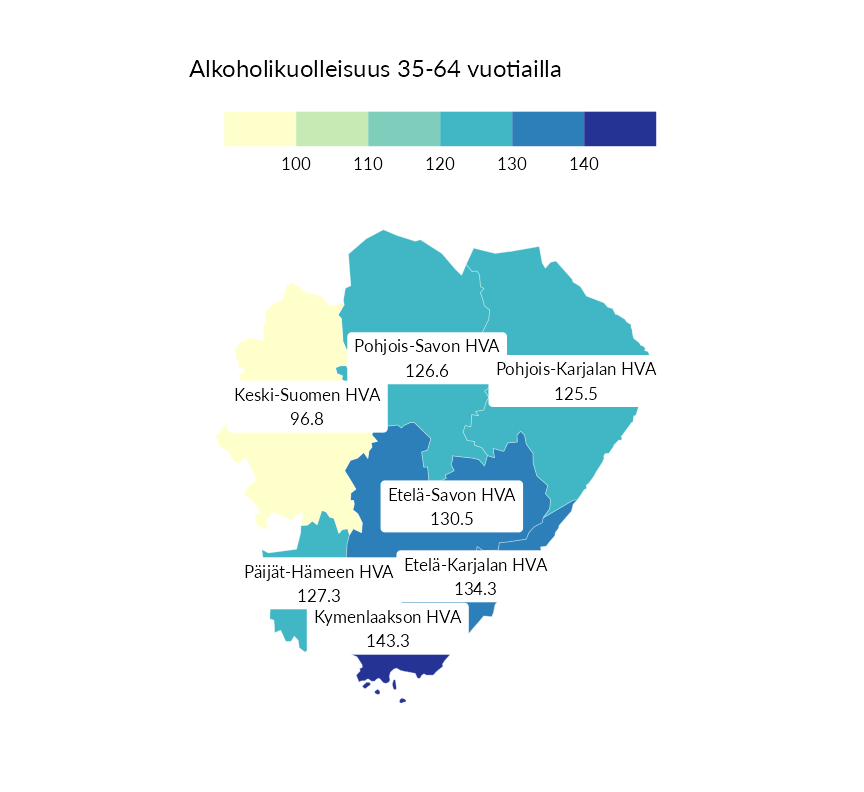 Alkoholikuolleisuus 35-64 vuotiailla
100 110 120 130 140
Pohjois-Savon HVA
126.6
Pohjois-Karjalan HVA
125.5
Keski-Suomen HVA
96.8
Etelä-Savon HVA
130.5
Etelä-Karjalan HVA
134.3
Päijät-Hämeen HVA
127.3
Kymenlaakson HVA
143.3